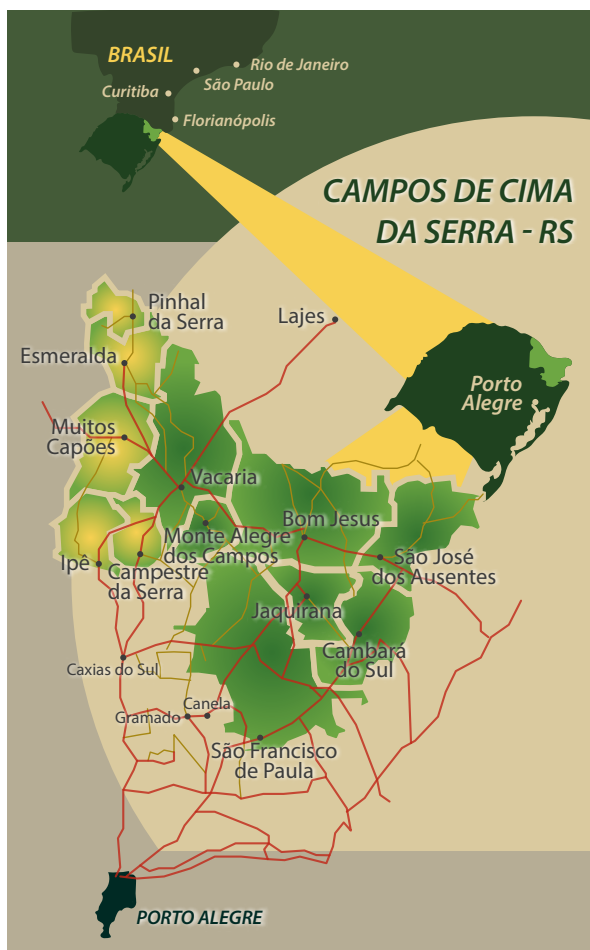 BRASIL
Rio de Janeiro
São Paulo
Curitiba
Florianópolis
CAMPOS DE CIMA
DA SERRA - RS
Pinhal
da Serra
Lajes
Esmeralda
Porto
Alegre
Muitos
Capões
Vacaria
Bom Jesus
Monte Alegre
dos Campos
São José
dos Ausentes
Ipê
Campestre
da Serra
Jaquirana
Cambará
do Sul
Caxias do Sul
Canela
Gramado
São Francisco
de Paula
PORTO ALEGRE